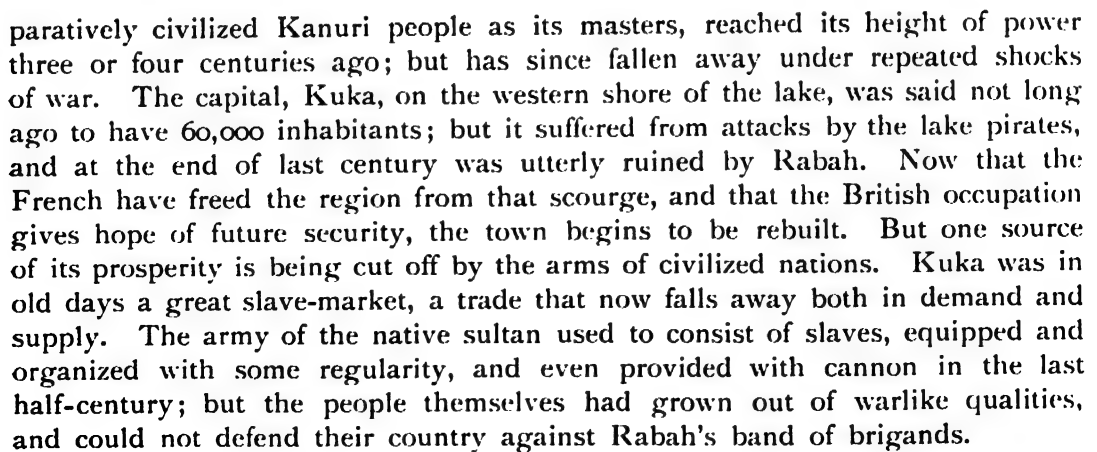 paratively civilized Kanuri people as its masters, reached its height of power
three or four centuries ago; but has since fallen away under repeated shocks
of war. The capital, Kuka, on the western shore of the lake, was said not long
ago to have 60,000 inhabitants; but it suffered from attacks by the lake pirates,
and at the end of last century was utterly ruined by Rabah. Now that the
French have freed the region from that scourge, and that the British occupation
gives hope of future security, the town begins to be rebuilt. But one source
of its prosperity is being cut off by the arms of civilized nations. Kuka was in
old days a great slave-market, a trade that now falls away both in demand and
supply. The army of the native sultan used to consist of slaves, equipped and
organized with some regularity, and even provided with cannon in the last
half-century; but the people themselves had grown out of warlike qualities,
and could not defend their country against Rabah's band of brigands.